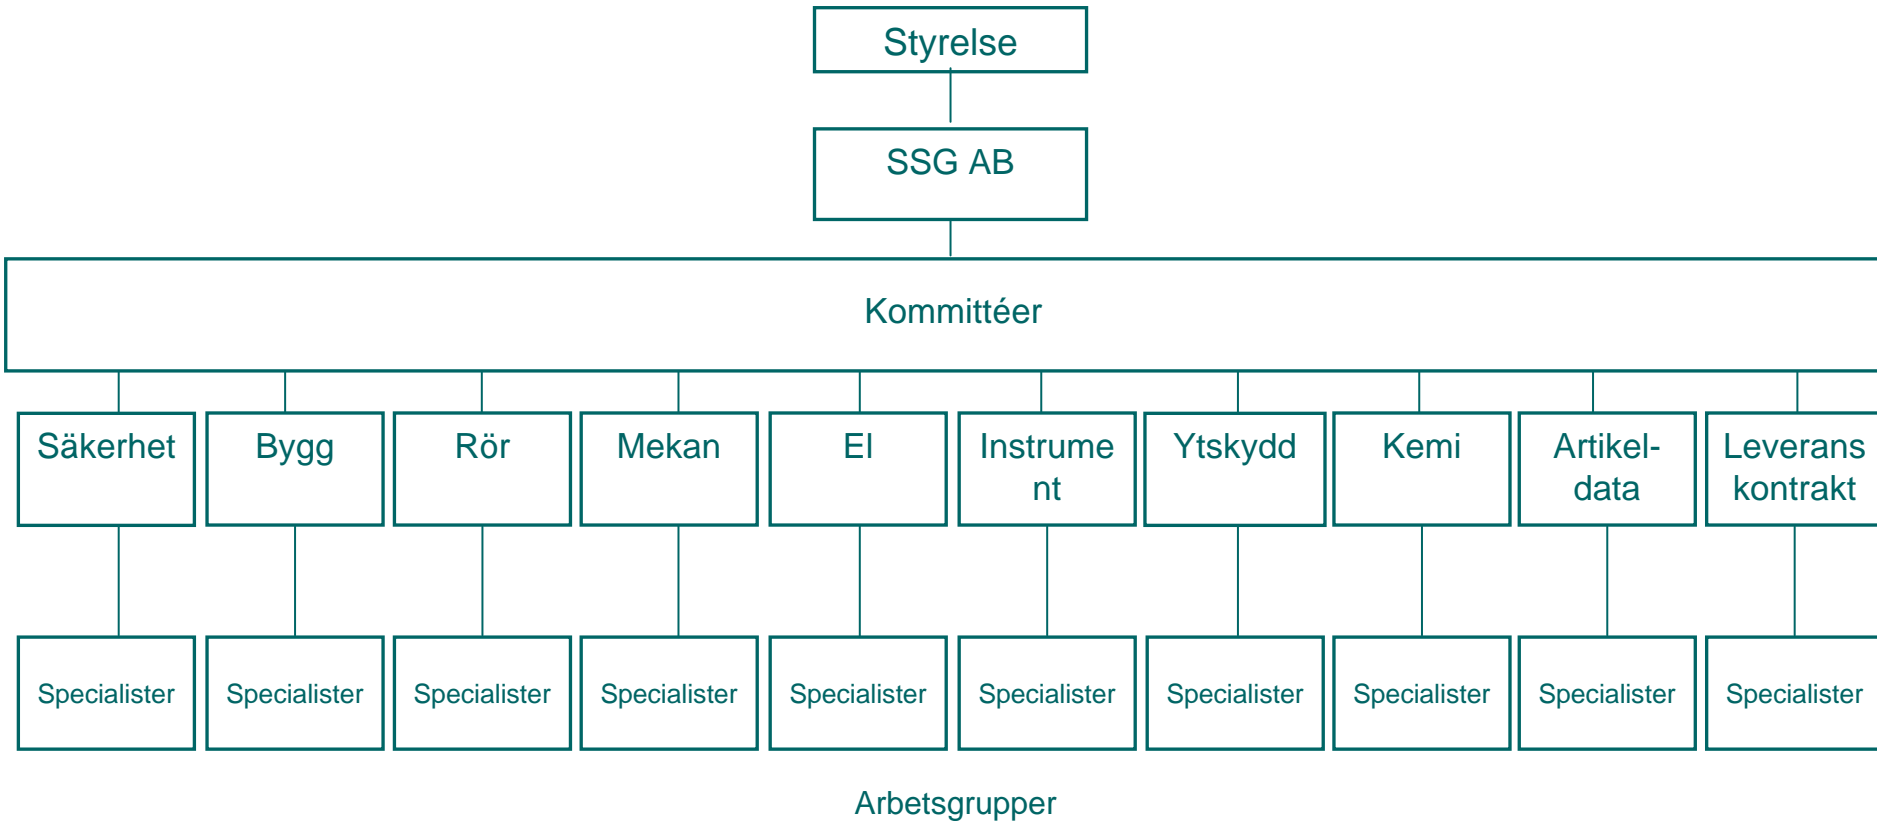 Styrelse
SSG AB
Kommittéer
Säkerhet
Bygg
Rör
Mekan
El
Instrume
nt
Ytskydd
Kemi
Artikel-
data
Leverans
kontrakt
Specialister
Specialister
Specialister
Specialister
Specialister
Specialister
Specialister
Specialister
Specialister
Specialister
Arbetsgrupper